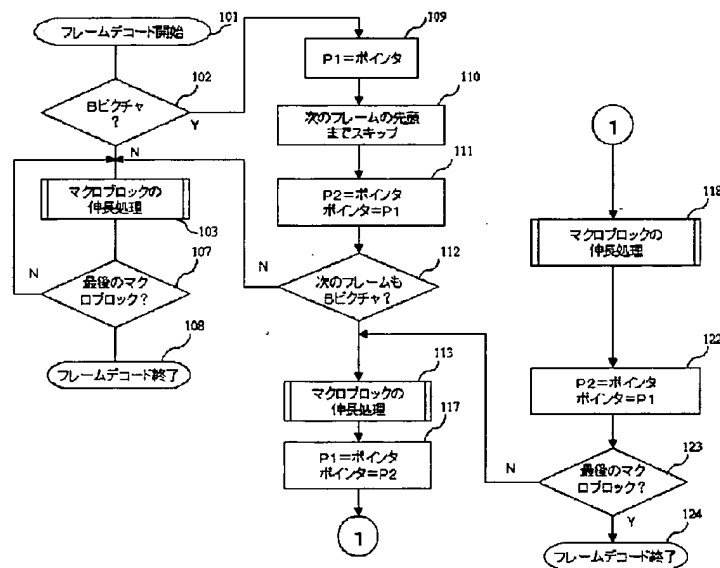 101
フレームデコード開始
102
Bピクチャ
?
Y
N
マクロブロックの
伸長処理
103
107
N
最後のマク
ロブロック?
108
フレームデコード終了
109
P1=ポインタ
110
次のフレームの先頭
までスキップ
111
P2=ポインタ
ポインタ=P1
112
N
次のフレームも
Bピクチャ?
113
マクロブロックの
伸長処理
117
P1=ポインタ
ポインタ=P2
1
1
118
マクロブロックの
伸長処理
122
P2=ポインタ
ポインタ=P1
123
N
最後のマク
ロブロック?
Y
124
フレームデコード終了